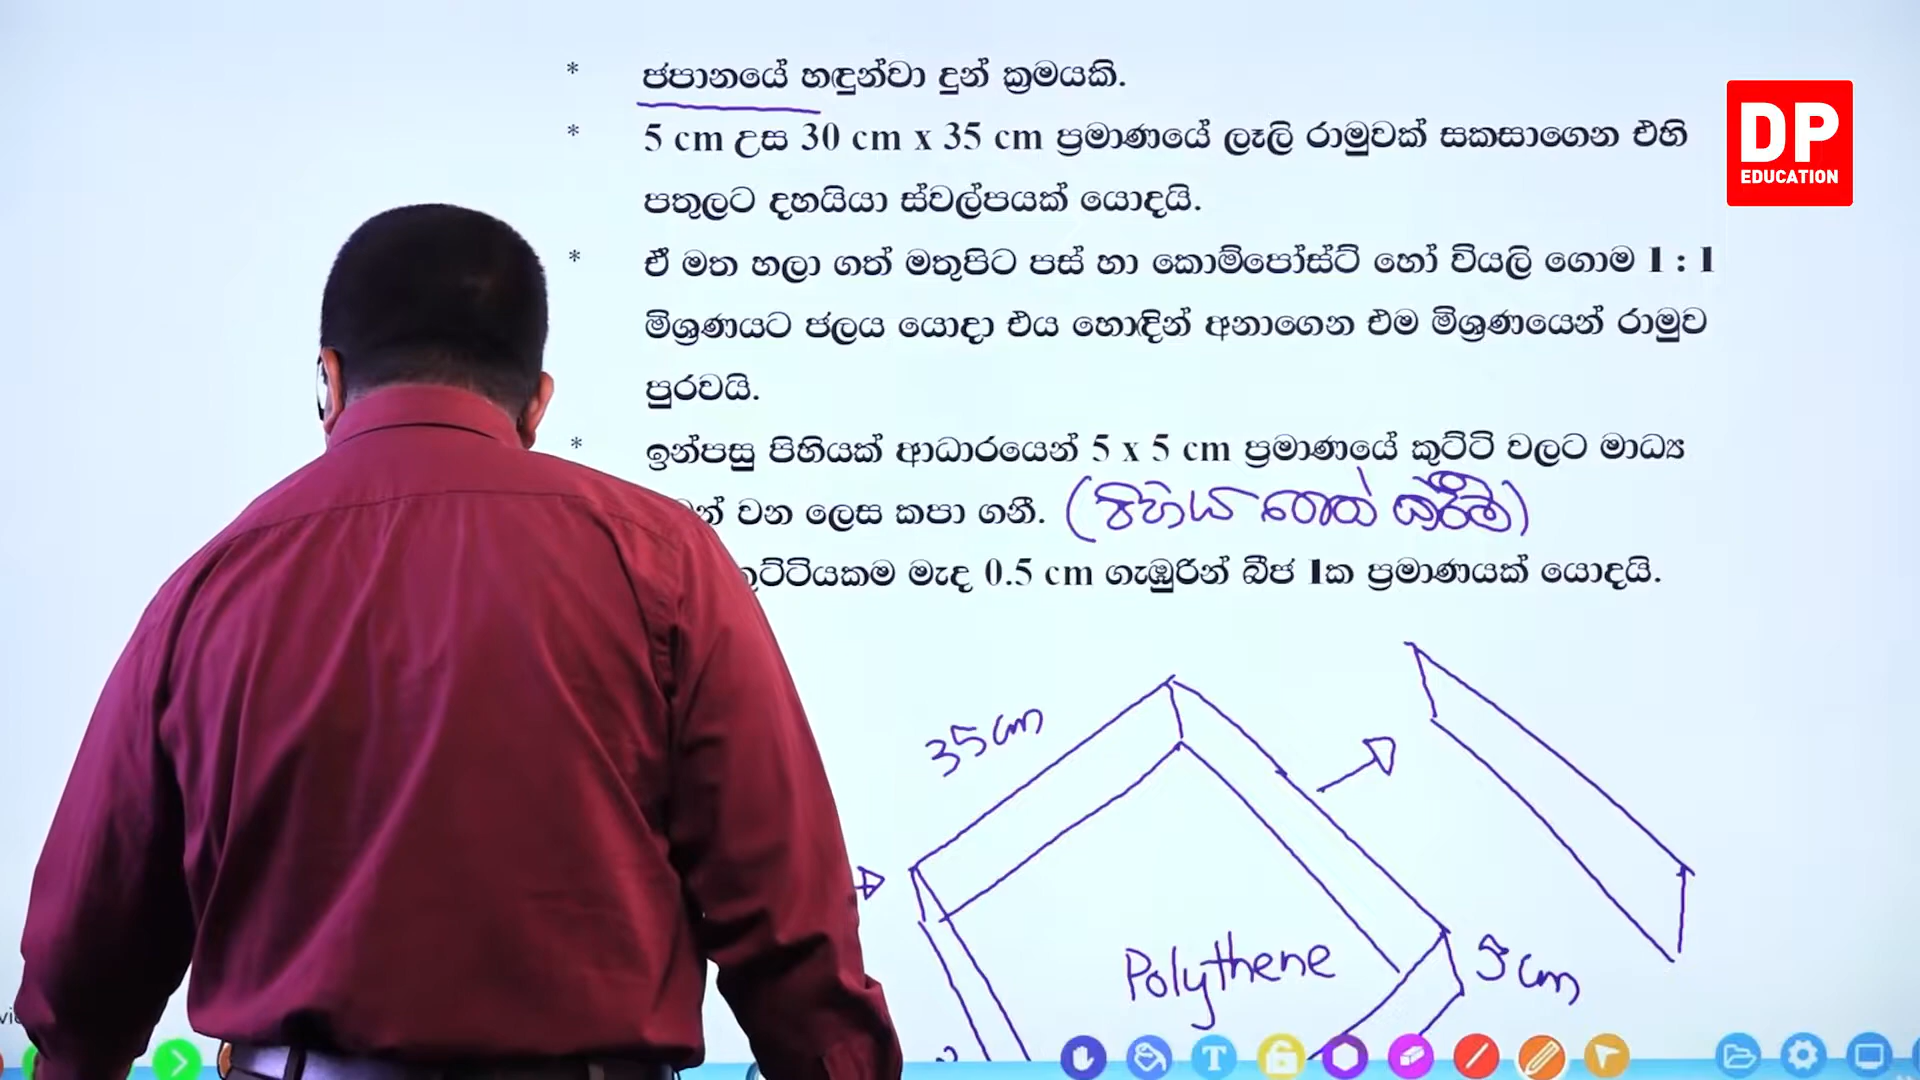 * ජපානයේ හඳුන්වා දුන් ක්‍රමයකි.
DP
EDUCATION
* 5 cm උස 30 cm x 35 cm ප්‍රමාණයේ ලෑලි රාමුවක් සකසාගෙන එහි
පතුලට දහයියා ස්වල්පයක් යොදයි.
* ඒ මත හලා ගත් මතුපිට පස් හා කොම්පෝස්ට් හෝ වියලි ගොම 1 : 1
මිශ්‍රණයට ජලය යොදා එය හොඳින් අනාගෙන එම මිශ්‍රණයෙන් රාමුව
පුරවයි.
* ඉන්පසු පිහියක් ආධාරයෙන් 5 x 5 cm ප්‍රමාණයේ කුට්ටි වලට මාධ්‍ය
වන ලෙස කපා ගනී. (පිහිය තෙත් කරීම)
මැද 0.5 cm ගැඹුරින් බීජ 1ක ප්‍රමාණයක් යොදයි.
35cm
Polythene
5 cm